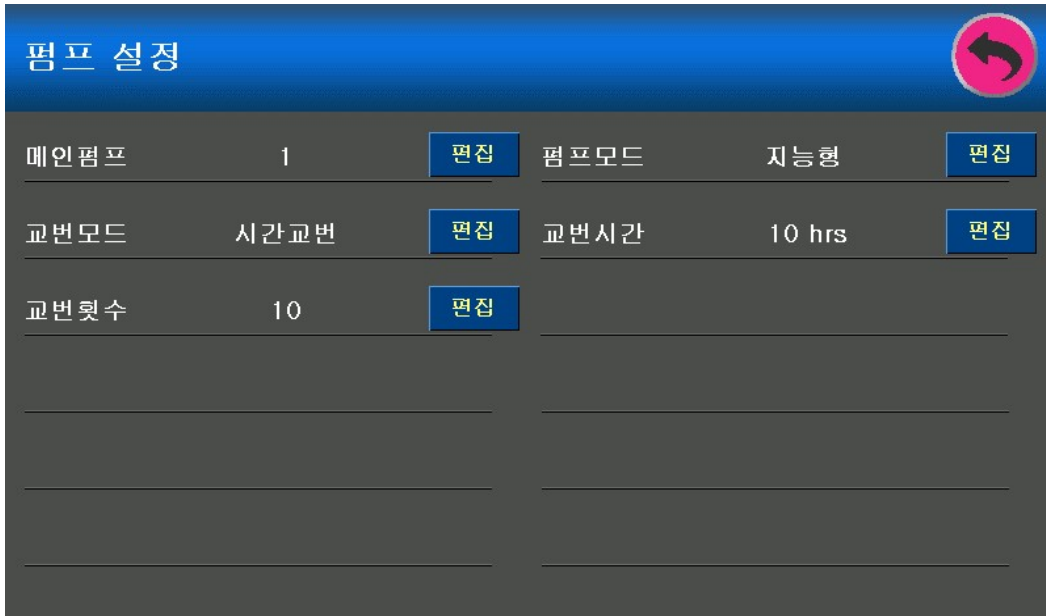 펌프 설정
메인펌프 1 편집 펌프모드 지능형 편집
교번모드 시간교번 편집 교번시간 10 hrs 편집
교번횟수 10 편집